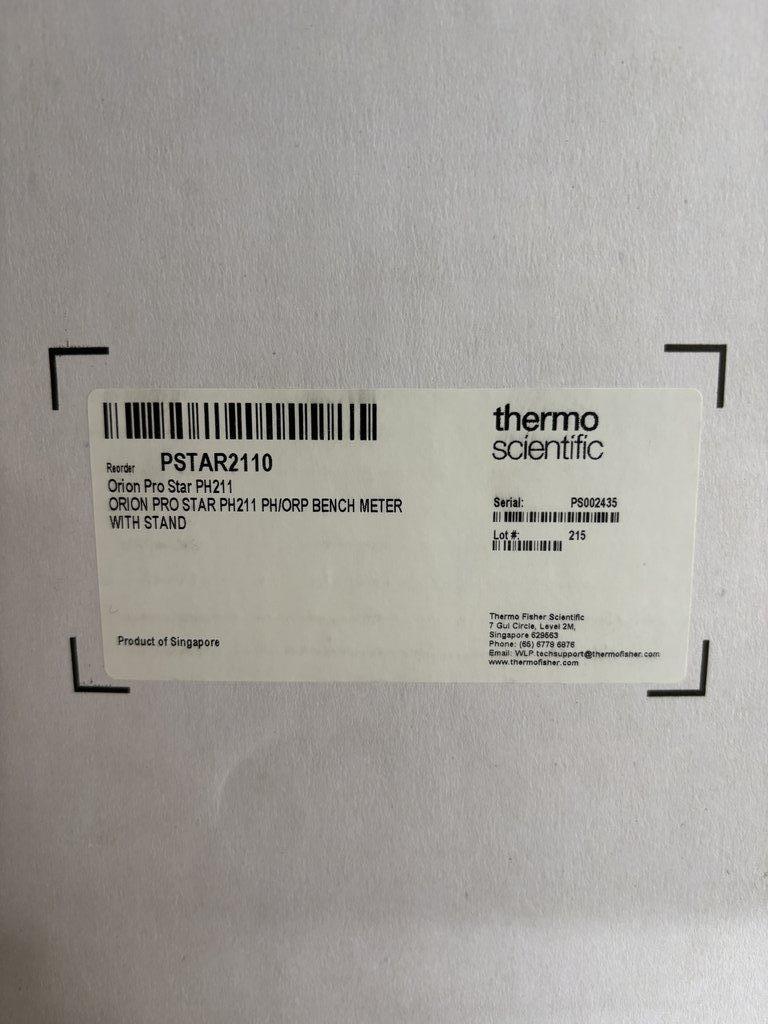 Reorder PSTAR2110
Orion Pro Star PH211
ORION PRO STAR PH211 PH/ORP BENCH METER
WITH STAND
Product of Singapore
thermo
scientific
Serial: PS002435
Lot #: 215
Thermo Fisher Scientific
7 Gul Circle, Level 2M,
Singapore 629563
Phone: (65) 6778 6876
Email: WLP.techsupport@thermofisher.com
www.thermofisher.com